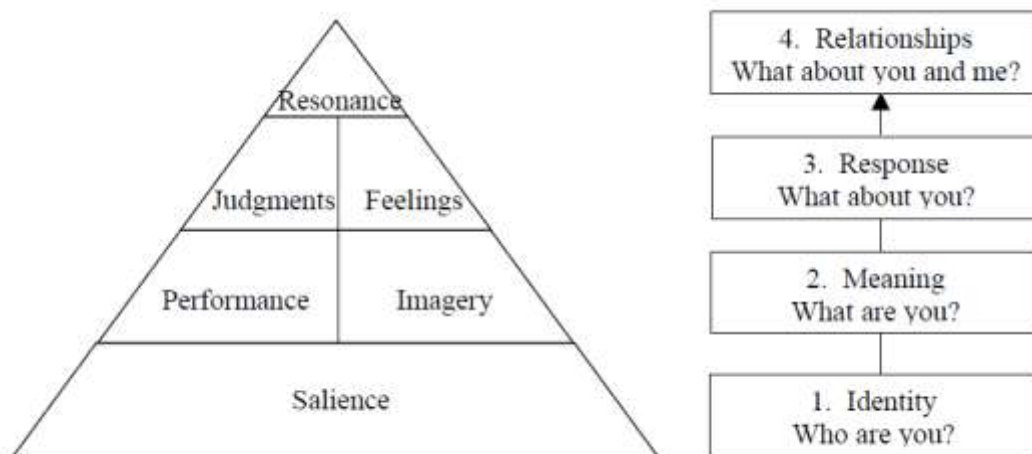 Resonance
Judgments
Feelings
Performance
Imagery
Salience
4. Relationships
What about you and me?
3. Response
What about you?
2. Meaning
What are you?
1. Identity
Who are you?